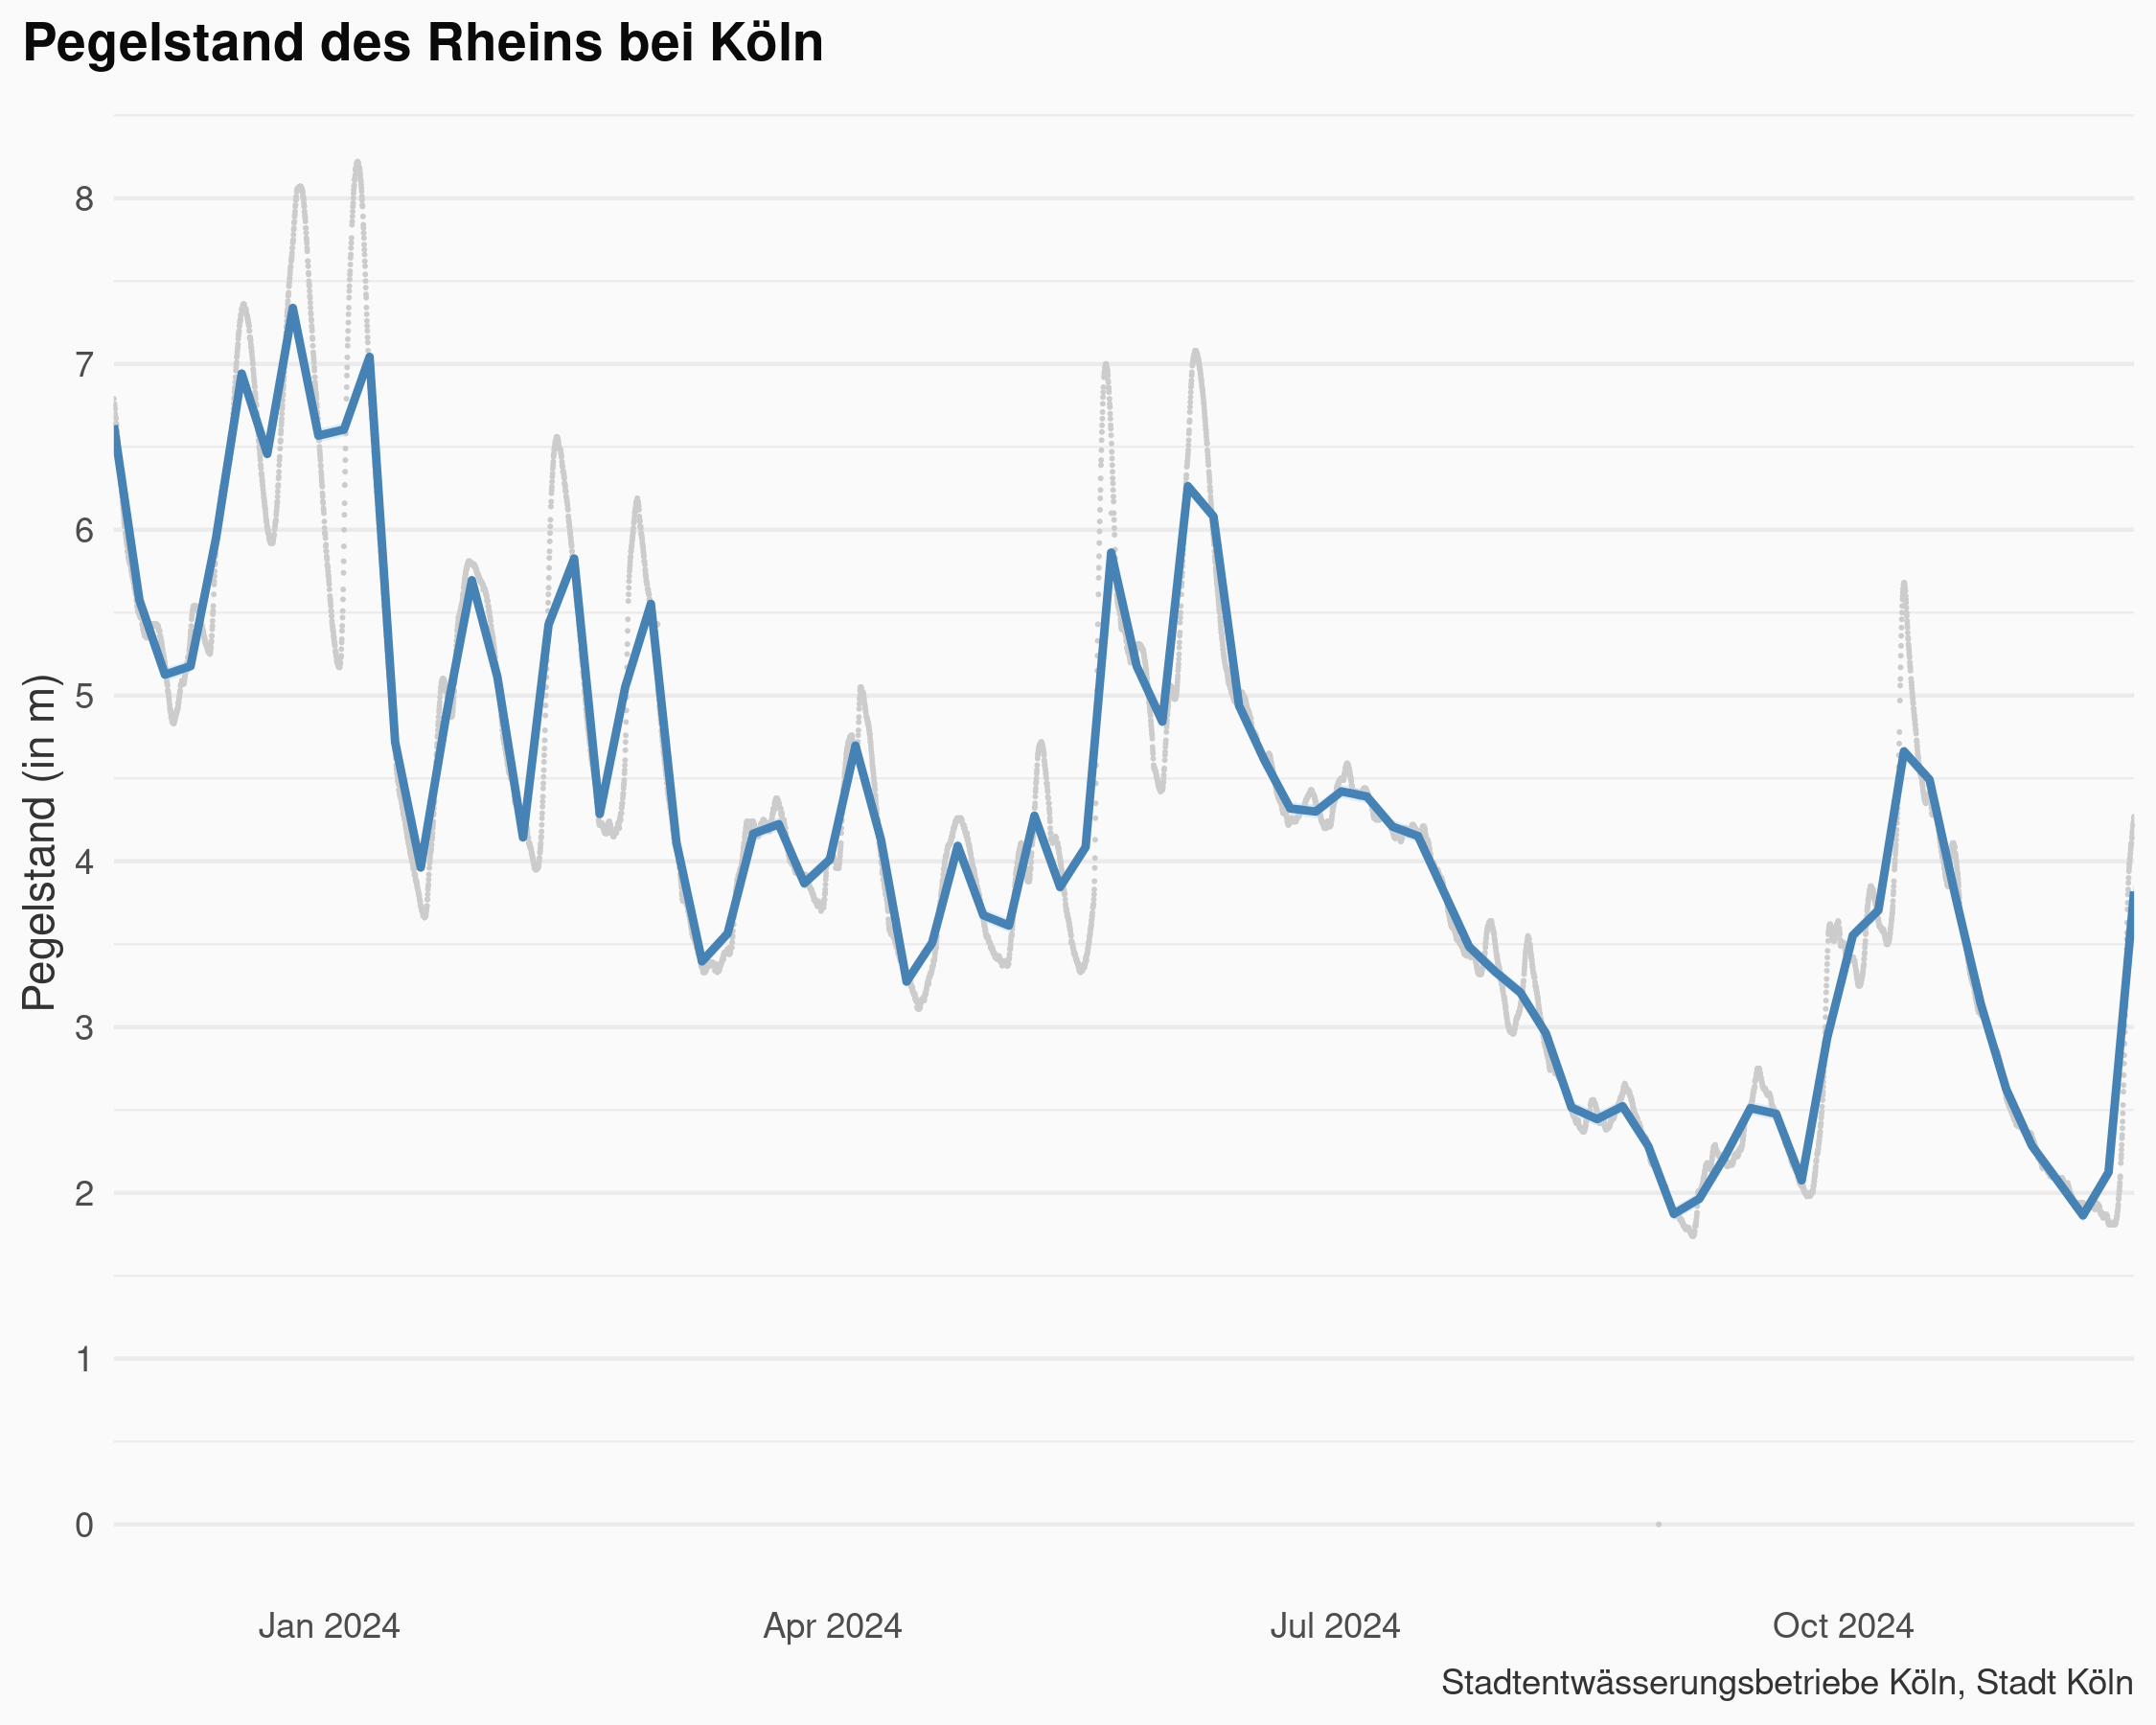 Pegelstand des Rheins bei Köln
Pegelstand (in m)
8
7
6
5
4
3
2
1
0
Jan 2024
Apr 2024
Jul 2024
Oct 2024
Stadtentwässerungsbetriebe Köln, Stadt Köln